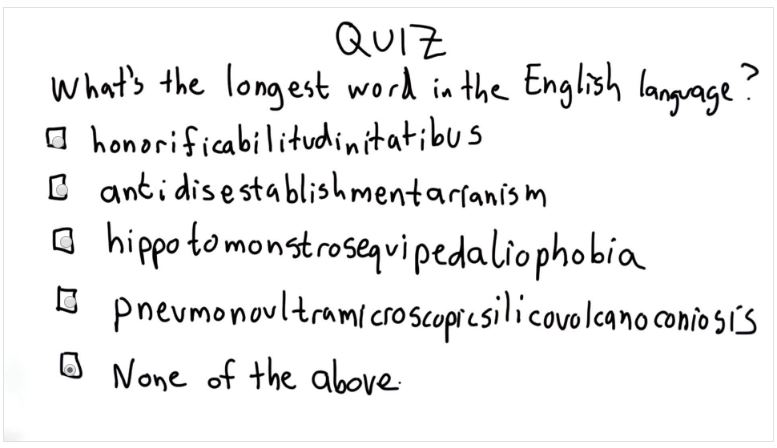 QUIZ
What's the longest word in the English language?
honorificabilitudinitatibus
antidisestablishmentarianism
hippotomonstrosequipedaliophobia
pneumonoultramicroscopicsilicovolcanoconiosis
None of the above.